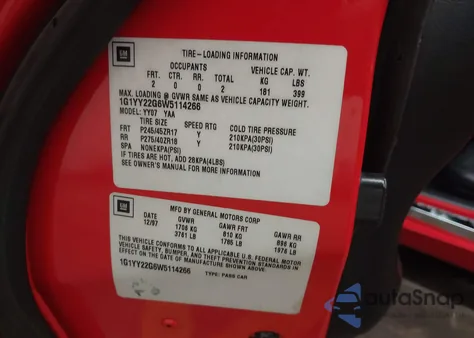 GM
TIRE-LOADING INFORMATION
OCCUPANTS VEHICLE CAP. WT.
FRT. CTR. RR. TOTAL KG LBS
2 0 0 2 181 399
MAX. LOADING @ GVWR SAME AS VEHICLE CAPACITY WEIGHT.
1G1YY22G6W5114266
MODEL: YY07 YAA
TIRE SIZE SPEED RTG COLD TIRE PRESSURE
FRT P245/45ZR17 Y 210KPA(30PSI)
RR P275/40ZR18 Y 210KPA(30PSI)
SPA NONEKPA(PSI)
IF TIRES ARE HOT, ADD 28KPA(4LBS)
SEE OWNER'S MANUAL FOR MORE INFORMATION
GM
MFD BY GENERAL MOTORS CORP
DATE GVWR GAWR FRT GAWR RR
12/97 1706 KG 810 KG 896 KG
3761 LB 1785 LB 1976 LB
THIS VEHICLE CONFORMS TO ALL APPLICABLE U.S. FEDERAL MOTOR
VEHICLE SAFETY, BUMPER, AND THEFT PREVENTION STANDARDS IN
EFFECT ON THE DATE OF MANUFACTURE SHOWN ABOVE.
1G1YY22G6W5114266 TYPE: PASS CAR
autoSnap